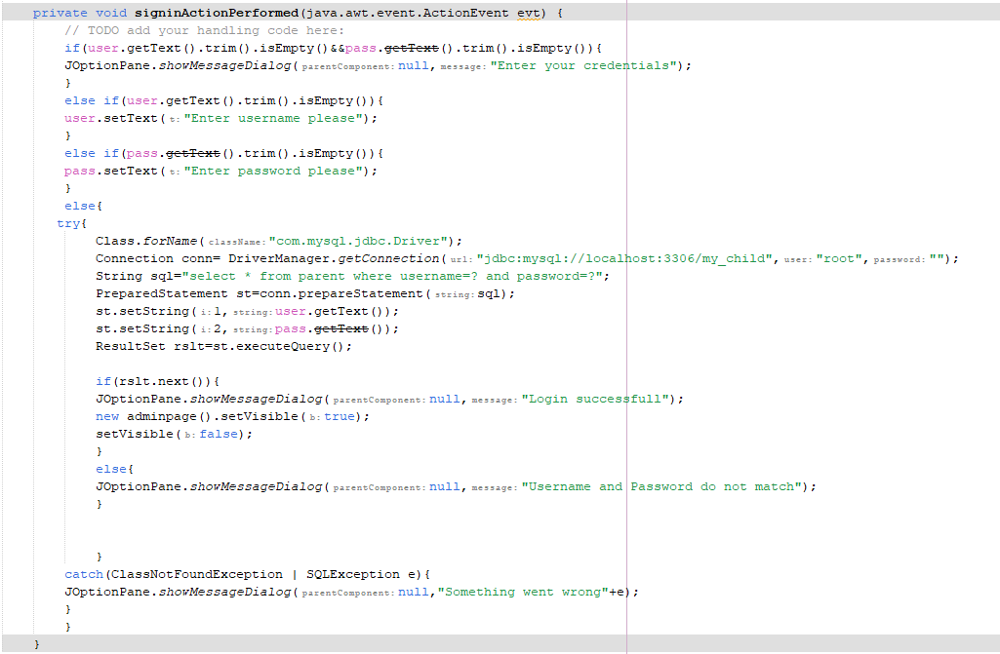 private void signinActionPerformed(java.awt.event.ActionEvent evt) {
// TODO add your handling code here:
if(user.getText().trim().isEmpty()&&pass.getText().trim().isEmpty()){
JOptionPane.showMessageDialog(parentComponent: null, message: "Enter your credentials");
}
else if(user.getText().trim().isEmpty()){
user.setText(t: "Enter username please");
}
else if(pass.getText().trim().isEmpty()){
pass.setText(t: "Enter password please");
}
else{
try{
Class.forName(className: "com.mysql.jdbc.Driver");
Connection conn= DriverManager.getConnection(url: "jdbc:mysql://localhost:3306/my_child", user: "root", password: "");
String sql="select * from parent where username=? and password=?";
PreparedStatement st=conn.prepareStatement(string: sql);
st.setString(i: 1, string: user.getText());
st.setString(i: 2, string: pass.getText());
ResultSet rslt=st.executeQuery();
if(rslt.next()){
JOptionPane.showMessageDialog(parentComponent: null, message: "Login successfull");
new adminpage().setVisible(b: true);
setVisible(b: false);
}
else{
JOptionPane.showMessageDialog(parentComponent: null, message: "Username and Password do not match");
}
}
catch(ClassNotFoundException | SQLException e){
JOptionPane.showMessageDialog(parentComponent: null,"Something went wrong"+e);
}
}
}